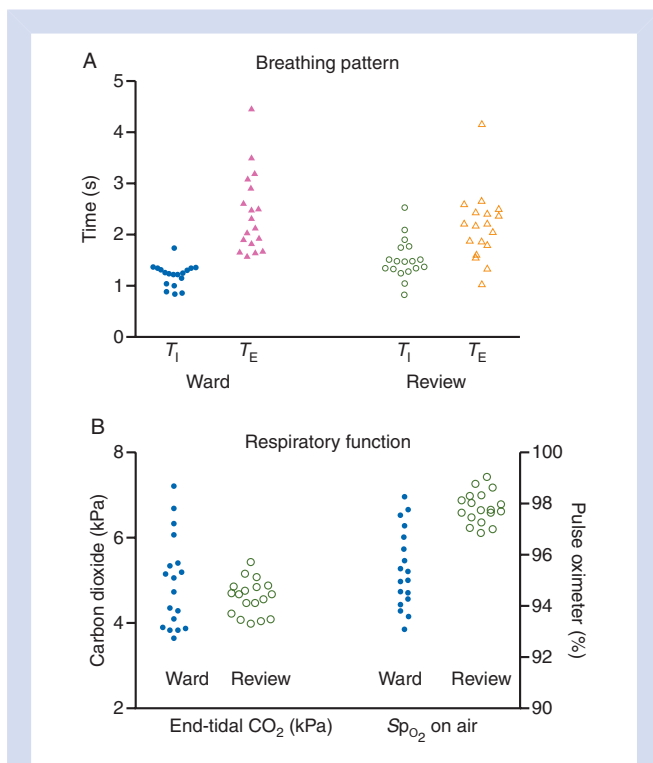 A
Breathing pattern
5
4
3
2
1
0
Time (s)
TI TE TI TE
Ward Review
B
Respiratory function
8 100
98
6
96
4 94
92
2 90
Carbon dioxide (kPa)
Pulse oximeter (%)
Ward Review Ward Review
End-tidal CO2 (kPa) SpO2 on air